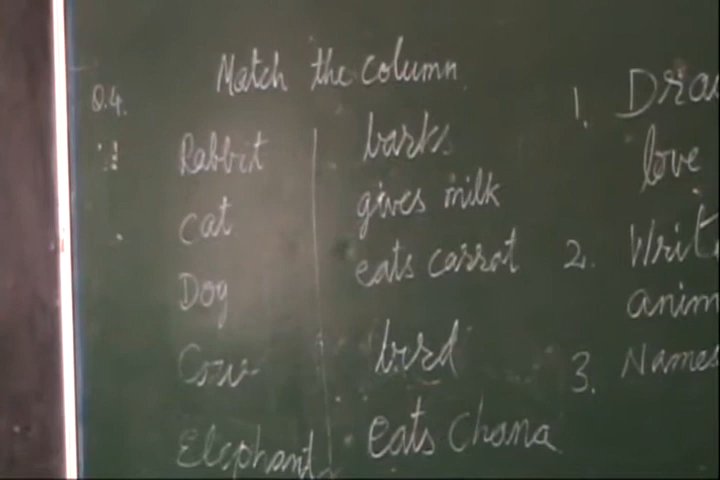 Q.4. Match the column
Rabbit barks
cat gives milk
Dog eats carrot
Cow bird
Elephant eats Chana
1. Dra
love
2. Writ
anim
3. Names